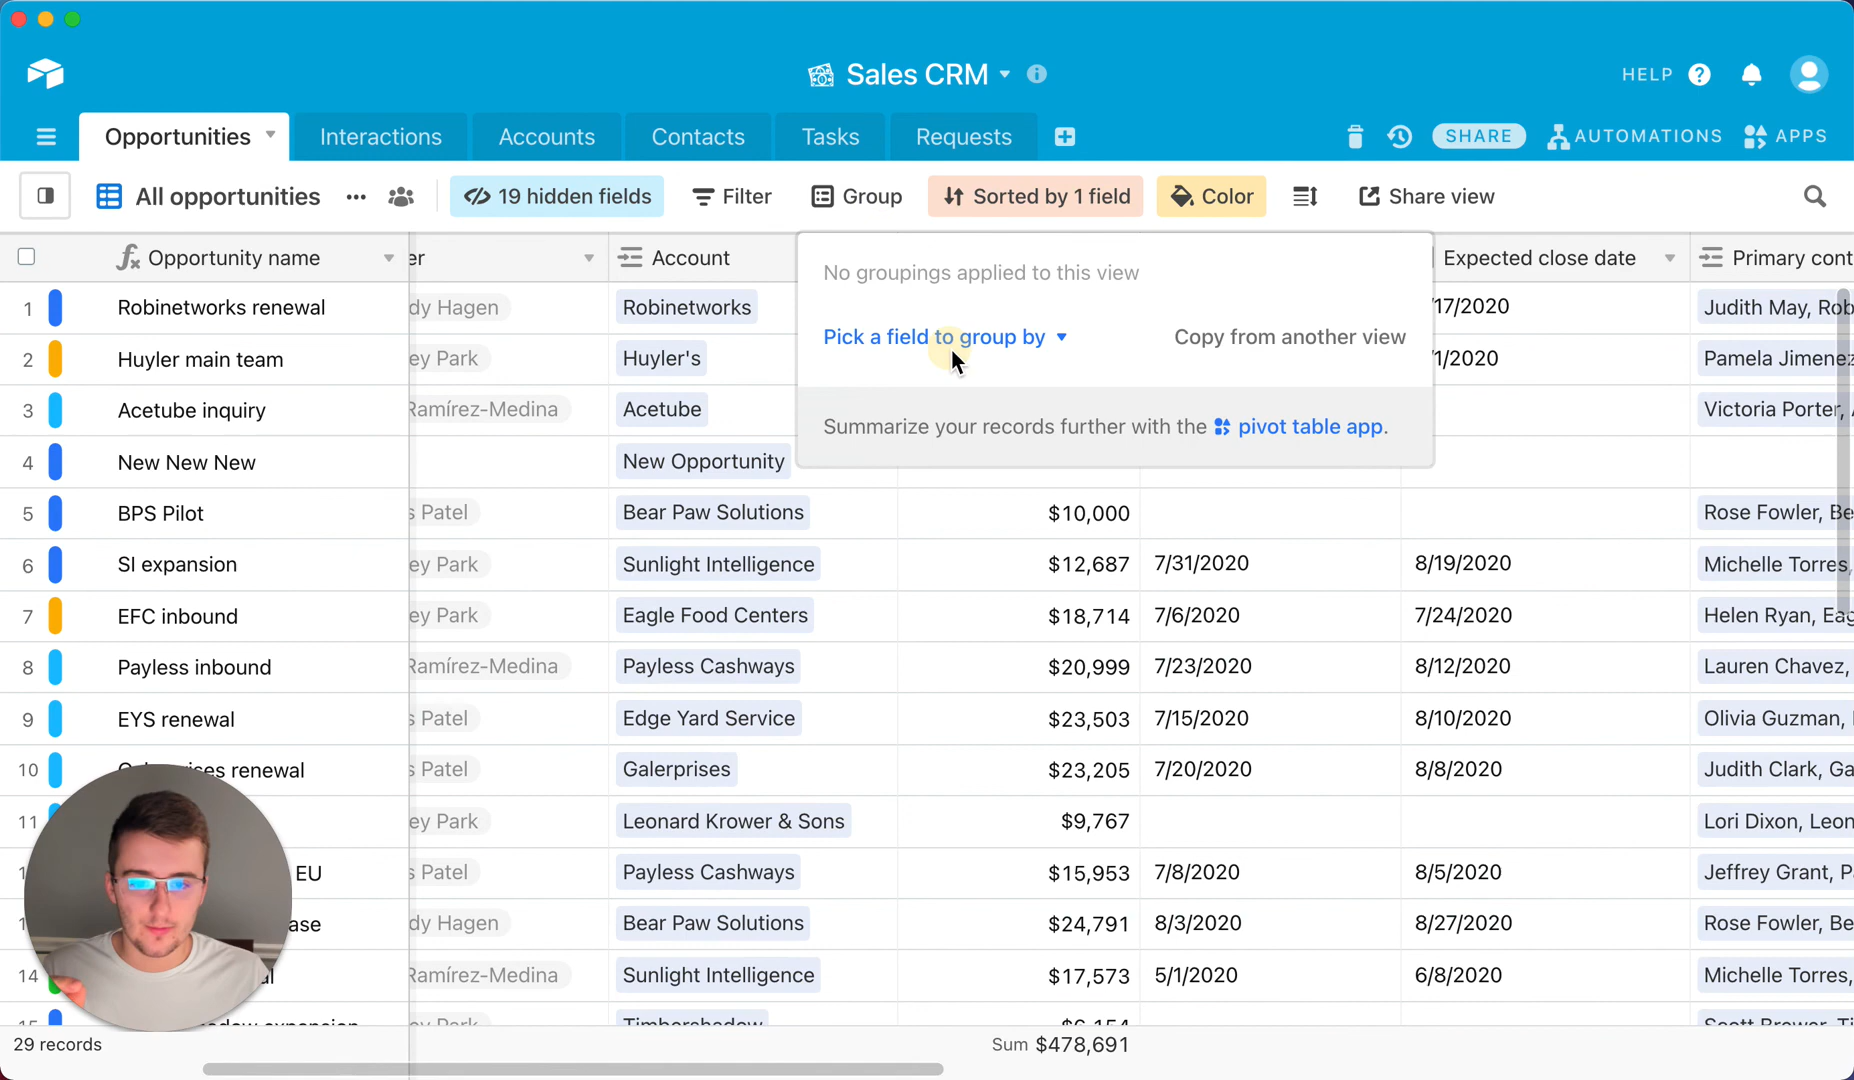 Sales CRM
HELP
Opportunities
Interactions
Accounts
Contacts
Tasks
Requests
SHARE
AUTOMATIONS
APPS
All opportunities
19 hidden fields
Filter
Group
Sorted by 1 field
Color
Share view
Opportunity name
er
Account
Expected close date
Primary cont
No groupings applied to this view
Pick a field to group by
Copy from another view
Summarize your records further with the pivot table app.
1 Robinetworks renewal dy Hagen Robinetworks 17/2020 Judith May, Rob
2 Huyler main team ey Park Huyler's 1/2020 Pamela Jimenez
3 Acetube inquiry Ramírez-Medina Acetube Victoria Porter,
4 New New New New Opportunity
5 BPS Pilot s Patel Bear Paw Solutions $10,000 Rose Fowler, Be
6 SI expansion ey Park Sunlight Intelligence $12,687 7/31/2020 8/19/2020 Michelle Torres,
7 EFC inbound ey Park Eagle Food Centers $18,714 7/6/2020 7/24/2020 Helen Ryan, Eag
8 Payless inbound Ramírez-Medina Payless Cashways $20,999 7/23/2020 8/12/2020 Lauren Chavez,
9 EYS renewal s Patel Edge Yard Service $23,503 7/15/2020 8/10/2020 Olivia Guzman,
10 renewal s Patel Galerprises $23,205 7/20/2020 8/8/2020 Judith Clark, Ga
11 ey Park Leonard Krower & Sons $9,767 Lori Dixon, Leon
EU s Patel Payless Cashways $15,953 7/8/2020 8/5/2020 Jeffrey Grant, P
ase dy Hagen Bear Paw Solutions $24,791 8/3/2020 8/27/2020 Rose Fowler, Be
14 Ramírez-Medina Sunlight Intelligence $17,573 5/1/2020 6/8/2020 Michelle Torres,
29 records
Sum $478,691